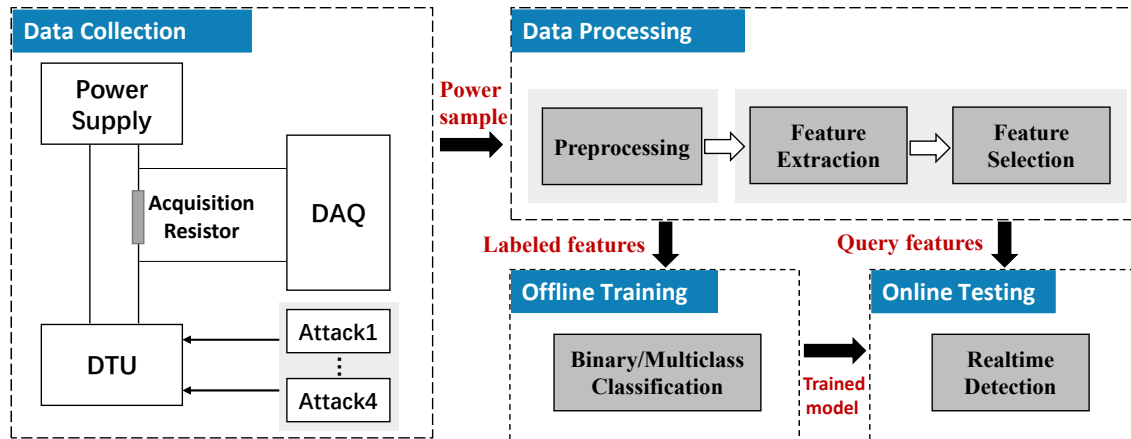 Data Collection
Power
Supply
Acquisition
Resistor
DAQ
DTU
Attack1
Attack4
Power
sample
Data Processing
Preprocessing
Feature
Extraction
Feature
Selection
Labeled features
Query features
Offline Training
Binary/Multiclass
Classification
Trained
model
Online Testing
Realtime
Detection